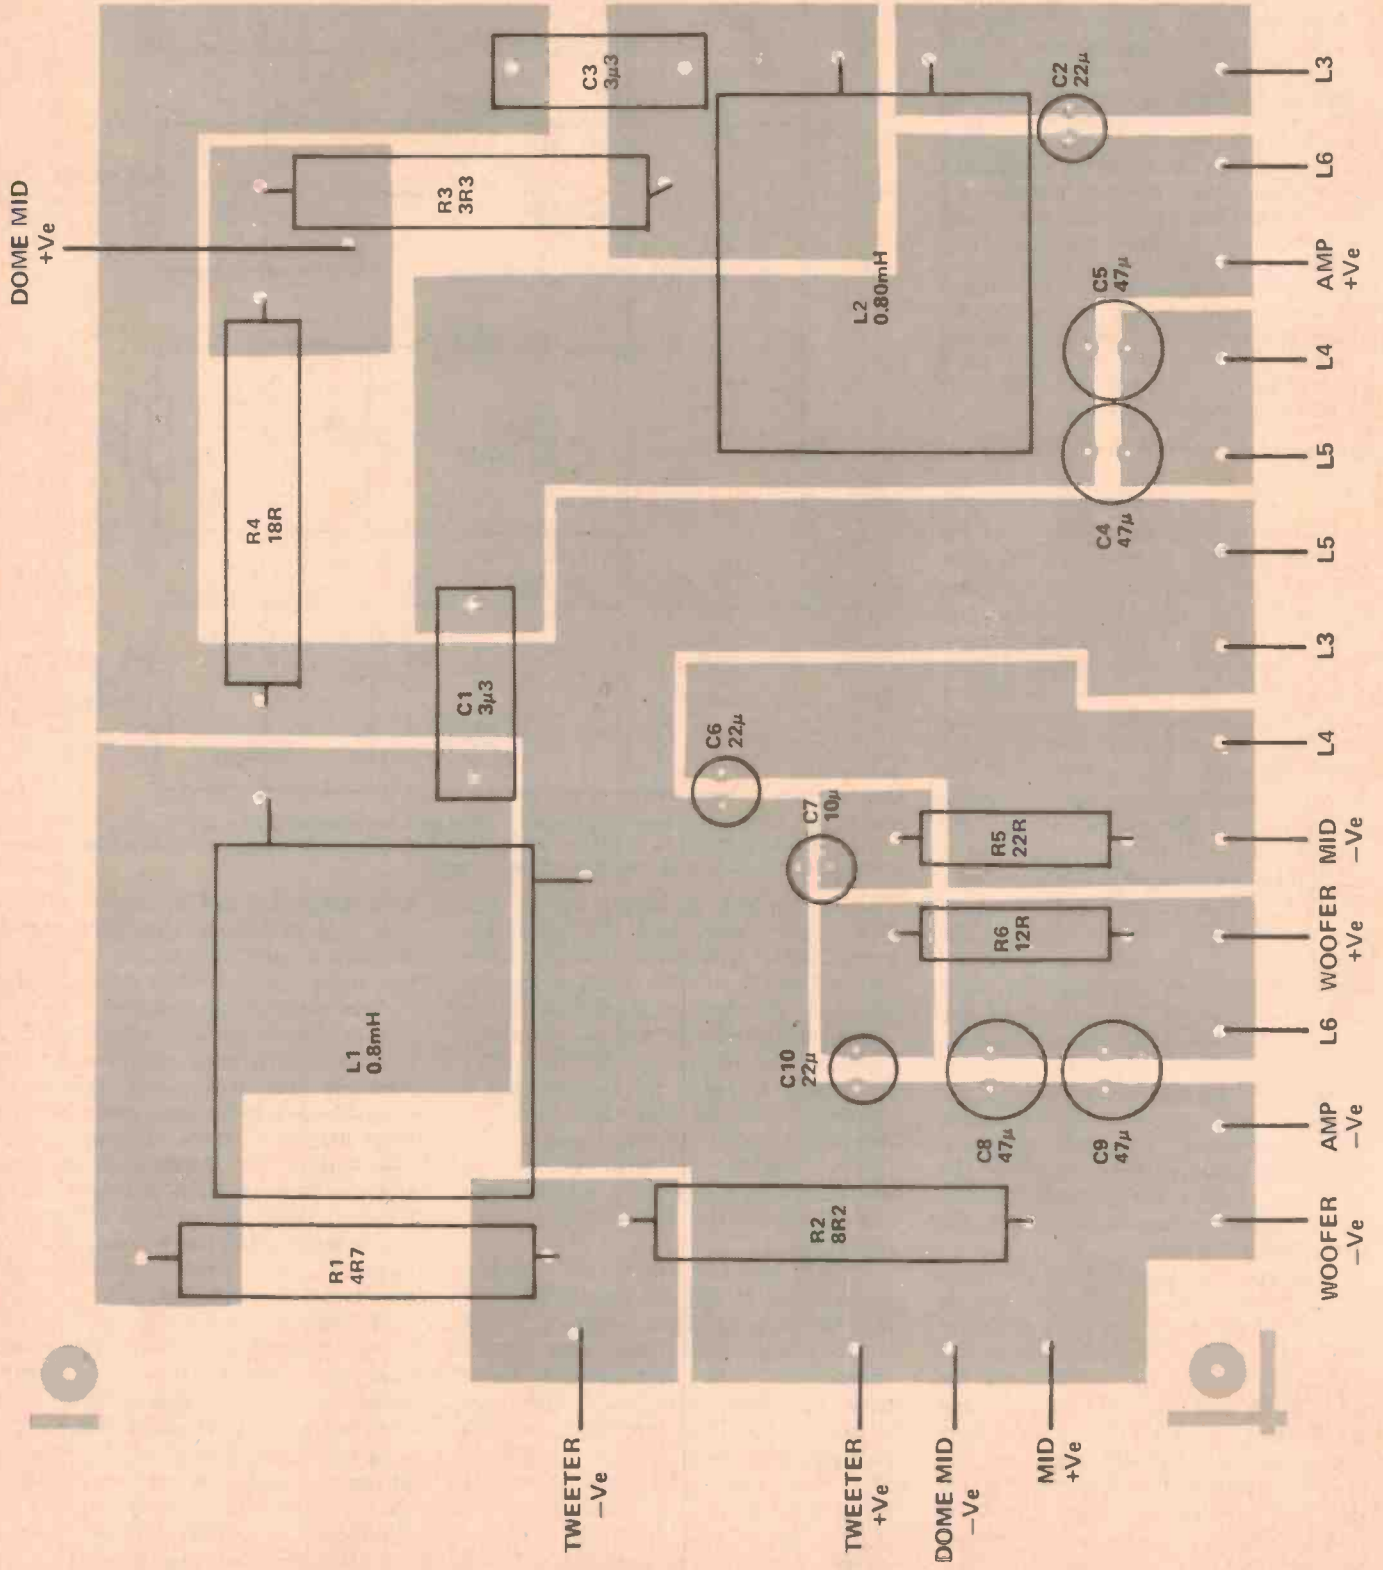 DOME MID
+Ve
C3
3µ3
R3
3R3
C2
22µ
L3
L6
AMP
+Ve
L2
0.80mH
C5
47µ
L4
R4
18R
L5
C4
47µ
L5
L3
C1
3µ3
C6
22µ
L4
C7
10µ
R5
22R
MID
−Ve
R6
12R
WOOFER
+Ve
L1
0.8mH
L6
C10
22µ
C8
47µ
C9
47µ
AMP
−Ve
R2
8R2
WOOFER
−Ve
R1
4R7
TWEETER
−Ve
TWEETER
+Ve
DOME MID
−Ve
MID
+Ve